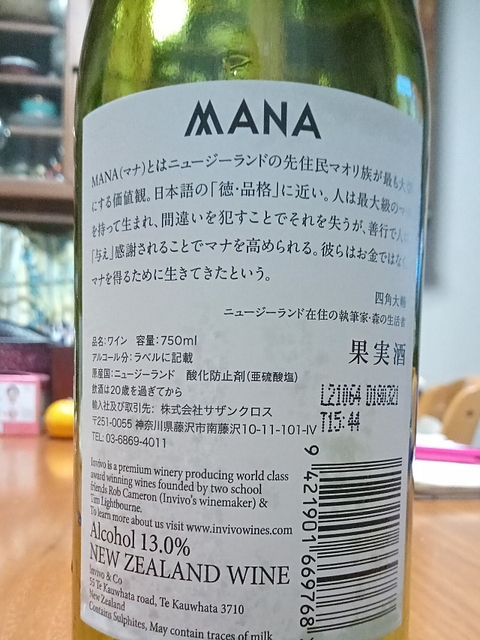 MANA
MANA(マナ)とはニュージーランドの先住民マオリ族が最も大
にする価値観。日本語の「徳・品格」に近い。人は最大級の
を持って生まれ、間違いを犯すことでそれを失うが、善行で人
「与え」感謝されることでマナを高められる。彼らはお金ではな
マナを得るために生きてきたという。
四角大輔
ニュージーランド在住の執筆家・森の生活者
果実酒
品名:ワイン 容量:750ml
アルコール分:ラベルに記載
原産国:ニュージーランド 酸化防止剤(亜硫酸塩)
飲酒は20歳を過ぎてから
輸入社及び取引先: 株式会社サザンクロス
〒251-0055 神奈川県藤沢市南藤沢10-11-101-IV
TEL: 03-6869-4011
L21064 D180321
T15:44
Invivo is a premium winery producing world class
award winning wines founded by two school
friends Rob Cameron (Invivo's winemaker) &
Tim Lightbourne.
To learn more about us visit www.invivowines.com
Alcohol 13.0%
NEW ZEALAND WINE
Invivo & Co
55 Te Kauwhata road, Te Kauwhata 3710
New Zealand
Contains Sulphites, May contain traces of milk
9 421901 669768